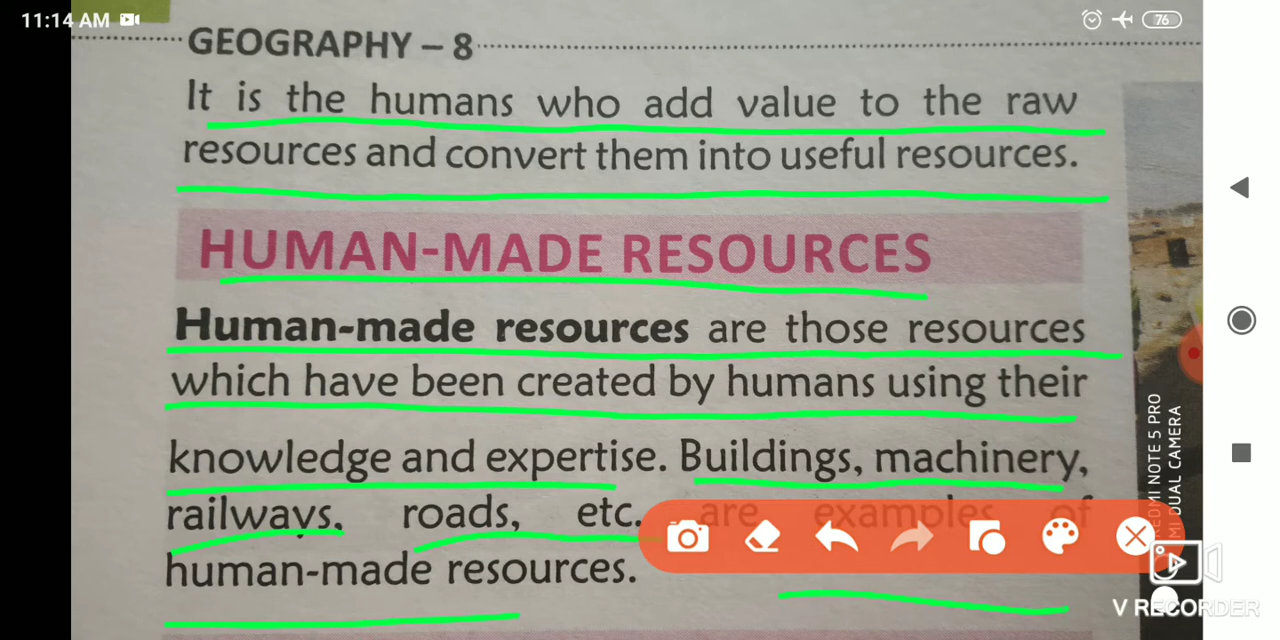 11:14 AM
76
GEOGRAPHY – 8
It is the humans who add value to the raw
resources and convert them into useful resources.
HUMAN-MADE RESOURCES
Human-made resources are those resources
which have been created by humans using their
knowledge and expertise. Buildings, machinery,
railways, roads, etc. are examples of
human-made resources.
REDMI NOTE 5 PRO
MI DUAL CAMERA
V RECORDER